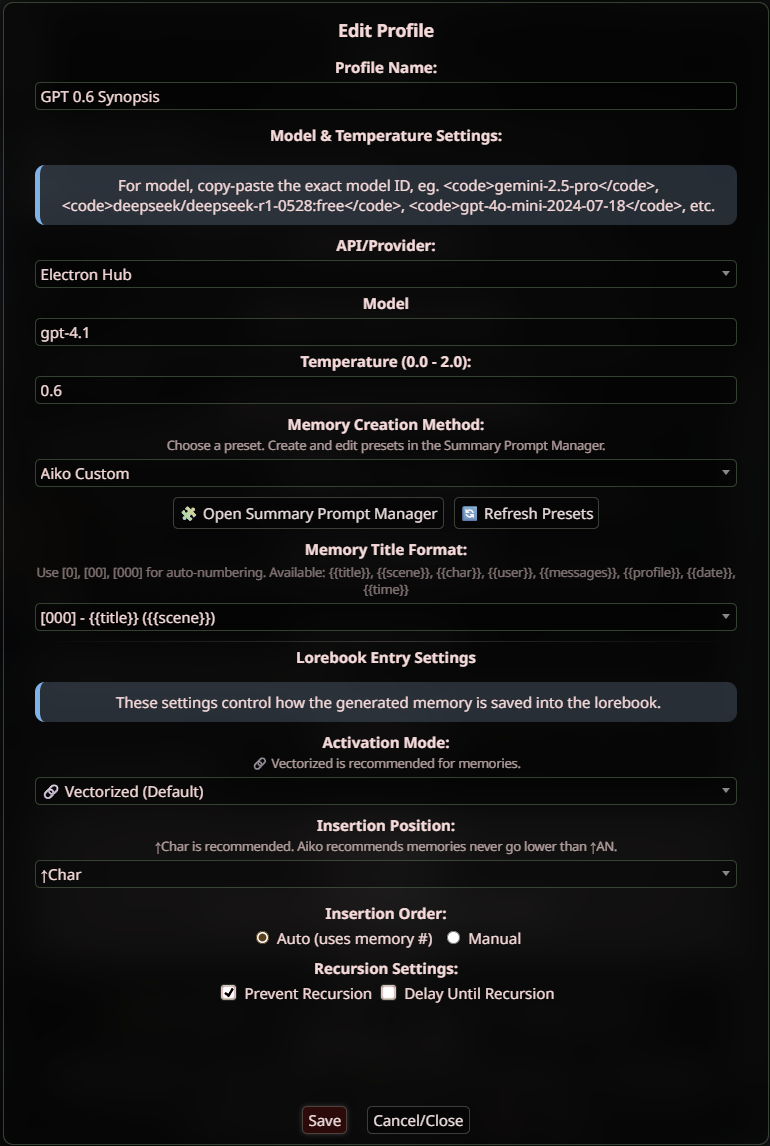 Edit Profile
Profile Name:
GPT 0.6 Synopsis
Model & Temperature Settings:
For model, copy-paste the exact model ID, eg. <code>gemini-2.5-pro</code>,
<code>deepseek/deepseek-r1-0528:free</code>, <code>gpt-4o-mini-2024-07-18</code>, etc.
API/Provider:
Electron Hub
Model
gpt-4.1
Temperature (0.0 - 2.0):
0.6
Memory Creation Method:
Choose a preset. Create and edit presets in the Summary Prompt Manager.
Aiko Custom
🧩 Open Summary Prompt Manager 🔄 Refresh Presets
Memory Title Format:
Use [0], [00], [000] for auto-numbering. Available: {{title}}, {{scene}}, {{char}}, {{user}}, {{messages}}, {{profile}}, {{date}},
{{time}}
[000] - {{title}} ({{scene}})
Lorebook Entry Settings
These settings control how the generated memory is saved into the lorebook.
Activation Mode:
🔗 Vectorized is recommended for memories.
🔗 Vectorized (Default)
Insertion Position:
↑Char is recommended. Aiko recommends memories never go lower than ↑AN.
↑Char
Insertion Order:
Auto (uses memory #) Manual
Recursion Settings:
Prevent Recursion Delay Until Recursion
Save Cancel/Close